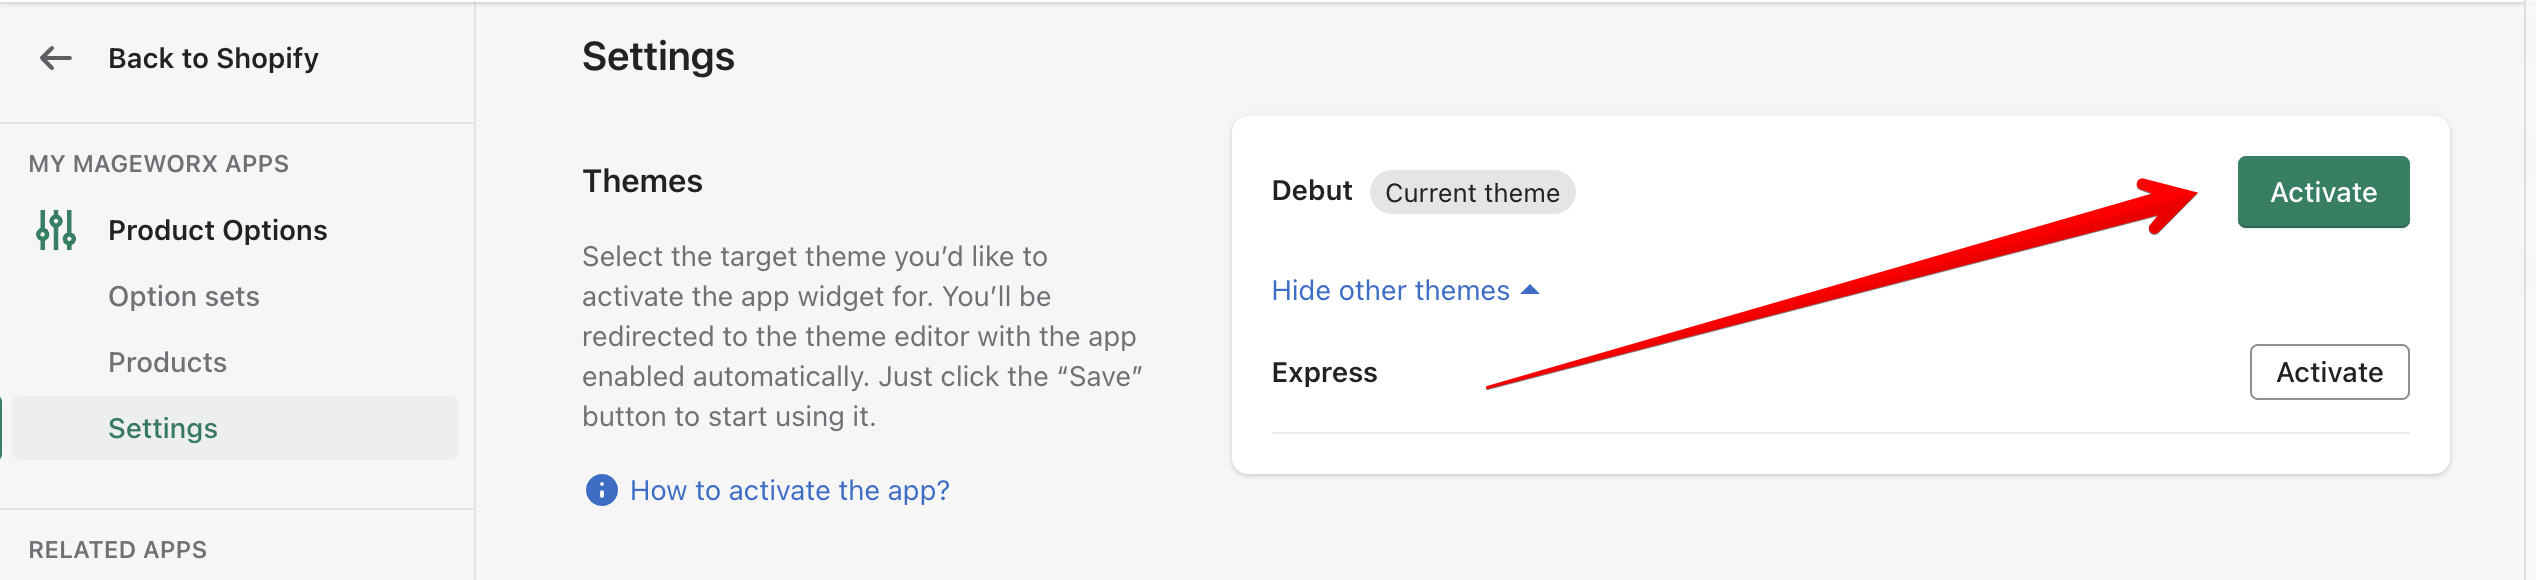 Back to Shopify
MY MAGEWORX APPS
Product Options
Option sets
Products
Settings
RELATED APPS
Settings
Themes
Select the target theme you’d like to
activate the app widget for. You’ll be
redirected to the theme editor with the app
enabled automatically. Just click the “Save”
button to start using it.
How to activate the app?
Debut Current theme Activate
Hide other themes
Express Activate